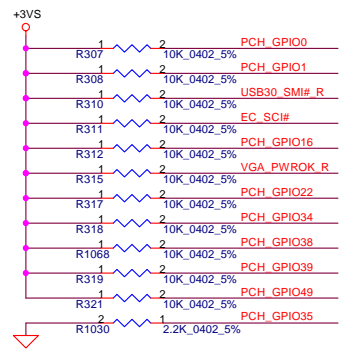 +3VS
1 2 PCH_GPIO0
R307 10K_0402_5%
1 2 PCH_GPIO1
R308 10K_0402_5%
1 2 USB30_SMI#_R
R310 10K_0402_5%
1 2 EC_SCI#
R311 10K_0402_5%
1 2 PCH_GPIO16
R312 10K_0402_5%
1 2 VGA_PWROK_R
R315 10K_0402_5%
1 2 PCH_GPIO22
R317 10K_0402_5%
1 2 PCH_GPIO34
R318 10K_0402_5%
1 2 PCH_GPIO38
R1068 10K_0402_5%
1 2 PCH_GPIO39
R319 10K_0402_5%
1 2 PCH_GPIO49
R321 10K_0402_5%
2 1 PCH_GPIO35
R1030 2.2K_0402_5%